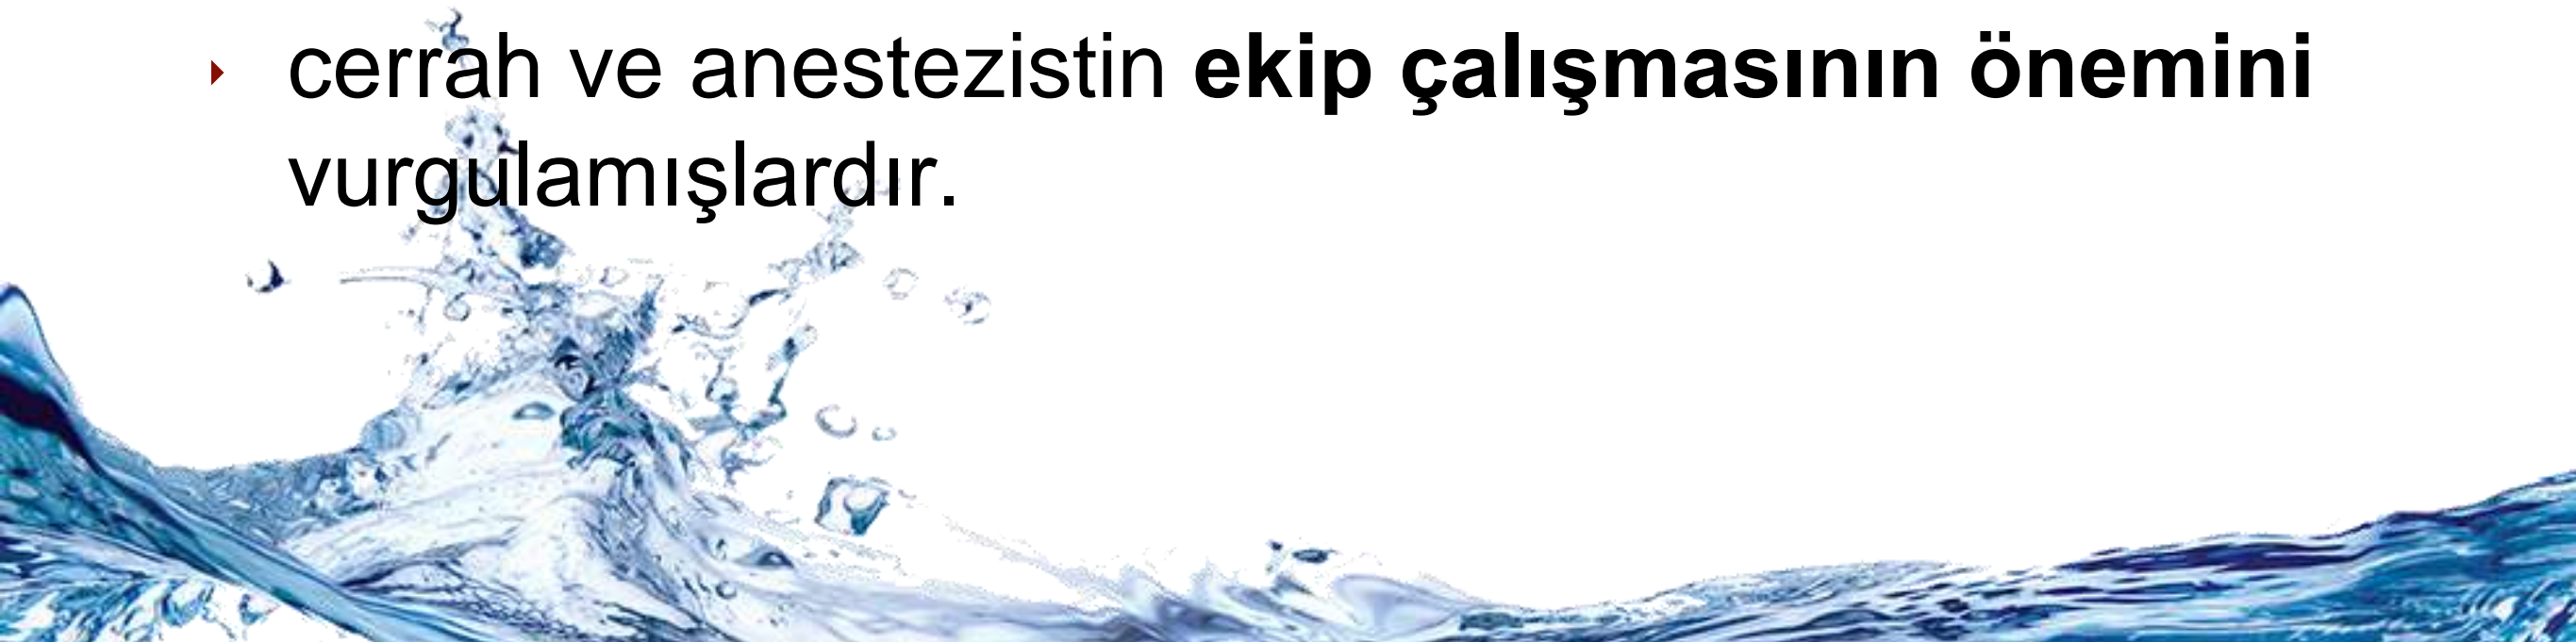 cerrah ve anestezistin ekip çalışmasının önemini
vurgulamışlardır.